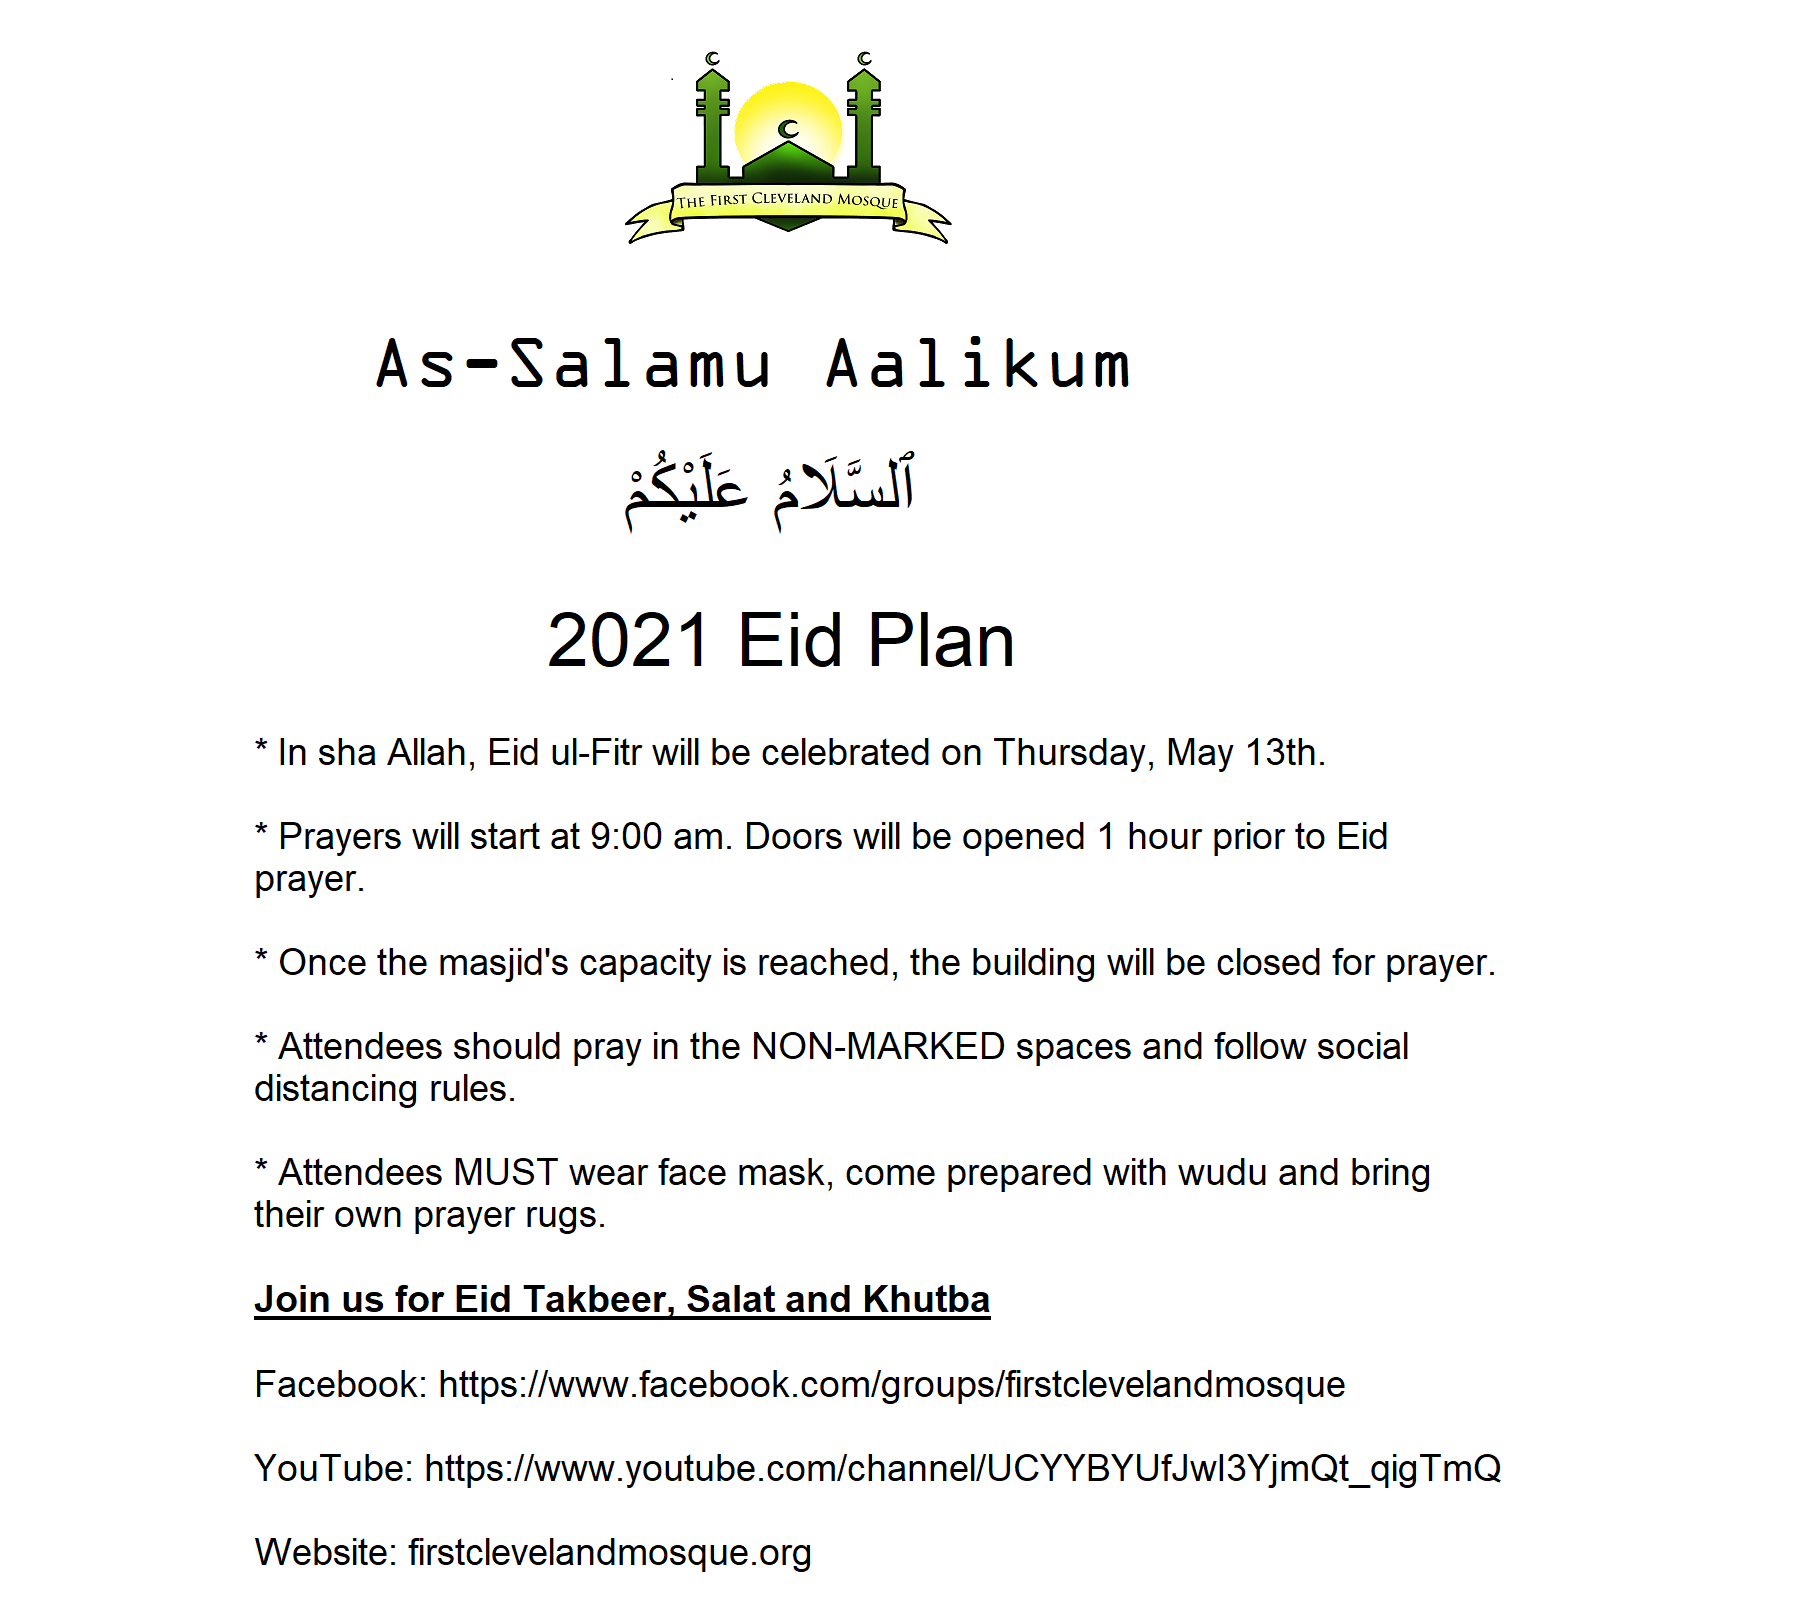 THE FIRST CLEVELAND MOSQUE
As-Salamu Aalikum
ٱلسَّلَامُ عَلَيْكُمْ
2021 Eid Plan
* In sha Allah, Eid ul-Fitr will be celebrated on Thursday, May 13th.
* Prayers will start at 9:00 am. Doors will be opened 1 hour prior to Eid
prayer.
* Once the masjid's capacity is reached, the building will be closed for prayer.
* Attendees should pray in the NON-MARKED spaces and follow social
distancing rules.
* Attendees MUST wear face mask, come prepared with wudu and bring
their own prayer rugs.
Join us for Eid Takbeer, Salat and Khutba
Facebook: https://www.facebook.com/groups/firstclevelandmosque
YouTube: https://www.youtube.com/channel/UCYYBYUfJwI3YjmQt_qigTmQ
Website: firstclevelandmosque.org